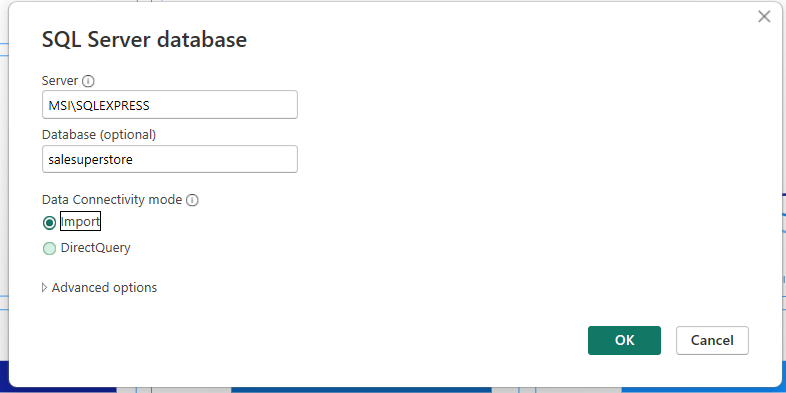 SQL Server database
Server
MSI\SQLEXPRESS
Database (optional)
salesuperstore
Data Connectivity mode
Import
DirectQuery
Advanced options
OK Cancel